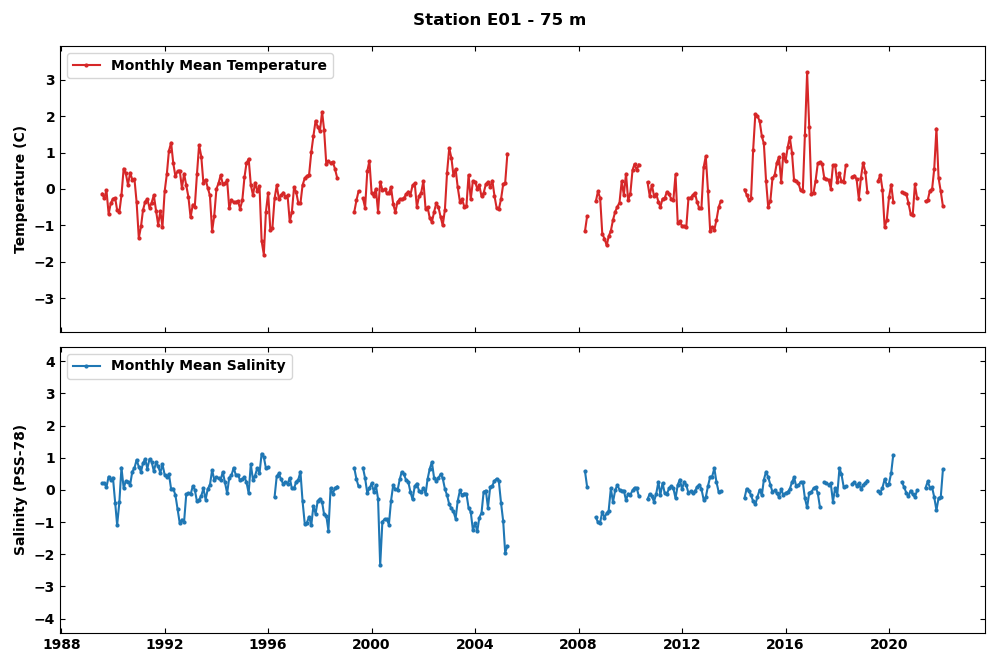 Station E01 - 75 m
Monthly Mean Temperature
Temperature (C)
3
2
1
0
−1
−2
−3
Monthly Mean Salinity
Salinity (PSS-78)
4
3
2
1
0
−1
−2
−3
−4
1988 1992 1996 2000 2004 2008 2012 2016 2020